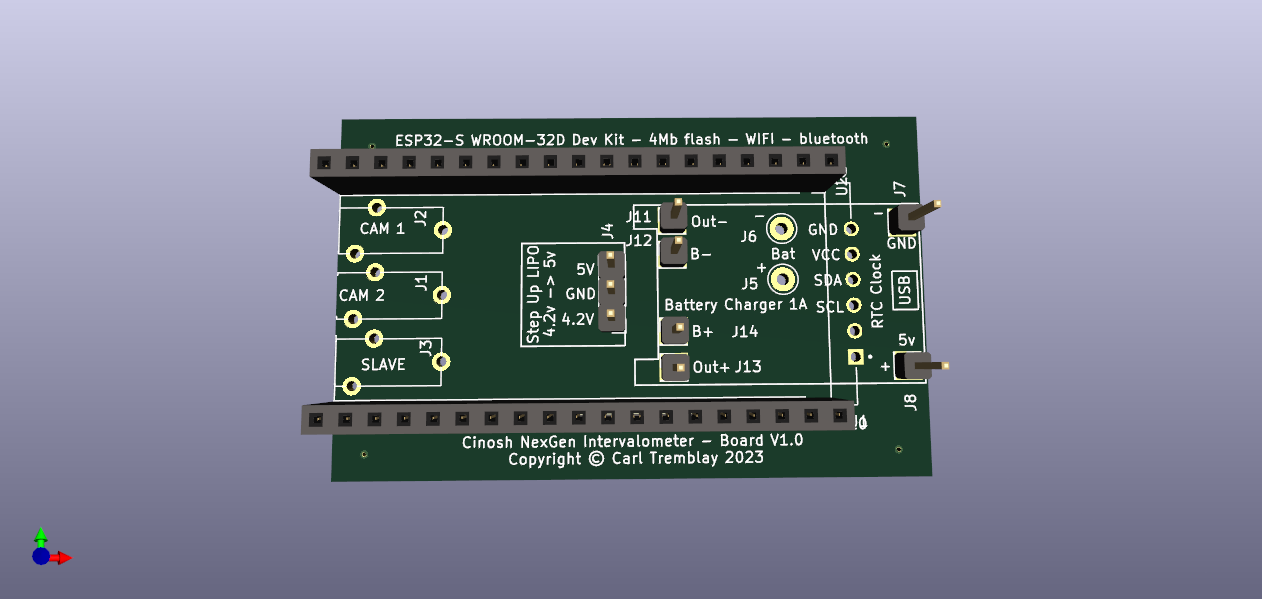 ESP32-S WROOM-32D Dev Kit - 4Mb flash - WIFI - bluetooth
J7
J2
CAM 1
J11
Out-
-
J6
GND
-
GND
J4
J12
B-
Bat
VCC
Step Up LIPO
4.2v -> 5v
5V
GND
4.2V
+
J5
SDA
RTC Clock
USB
CAM 2
J1
Battery Charger 1A
SCL
B+
J14
5v
SLAVE
J3
Out+
J13
+
J8
Cinosh NexGen Intervalometer - Board V1.0
Copyright © Carl Tremblay 2023